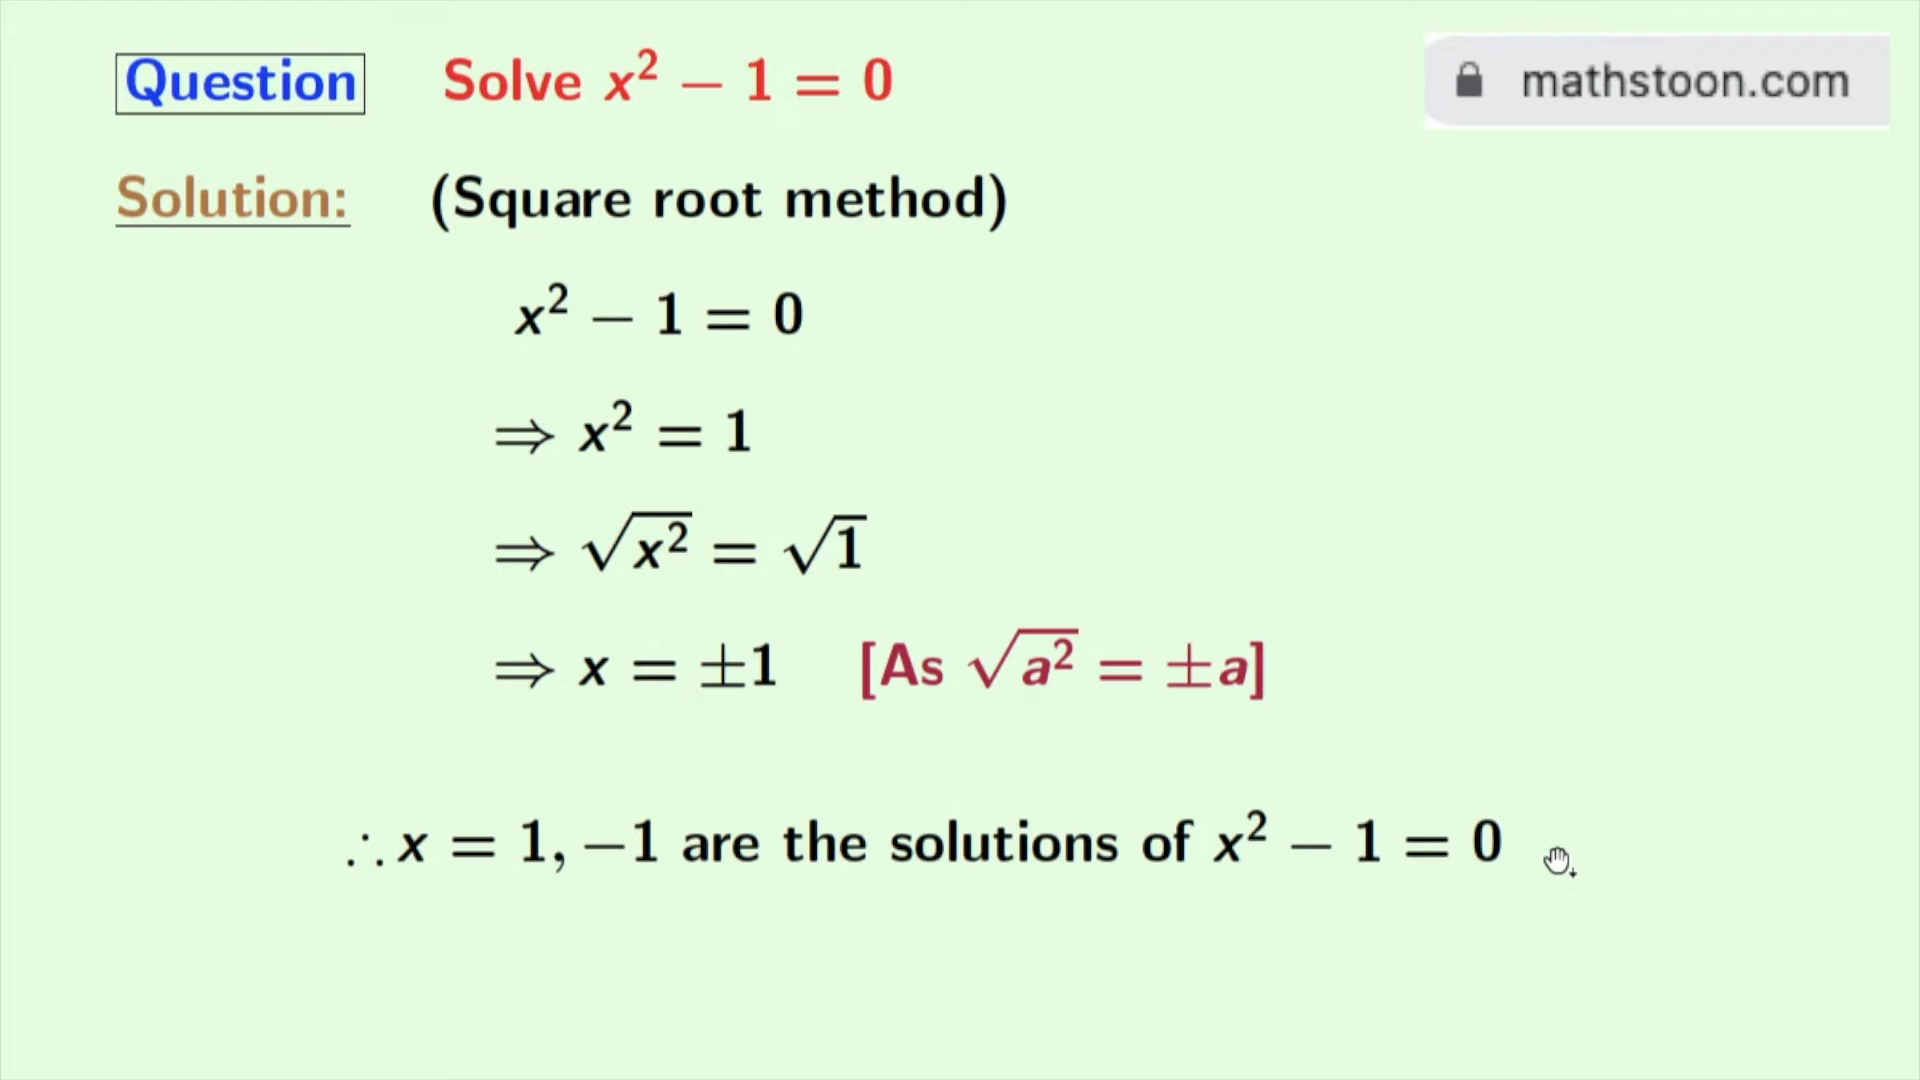 Question Solve x² − 1 = 0
mathstoon.com
Solution: (Square root method)
x² − 1 = 0
⇒ x² = 1
⇒ √x² = √1
⇒ x = ±1 [As √a² = ±a]
∴ x = 1, −1 are the solutions of x² − 1 = 0